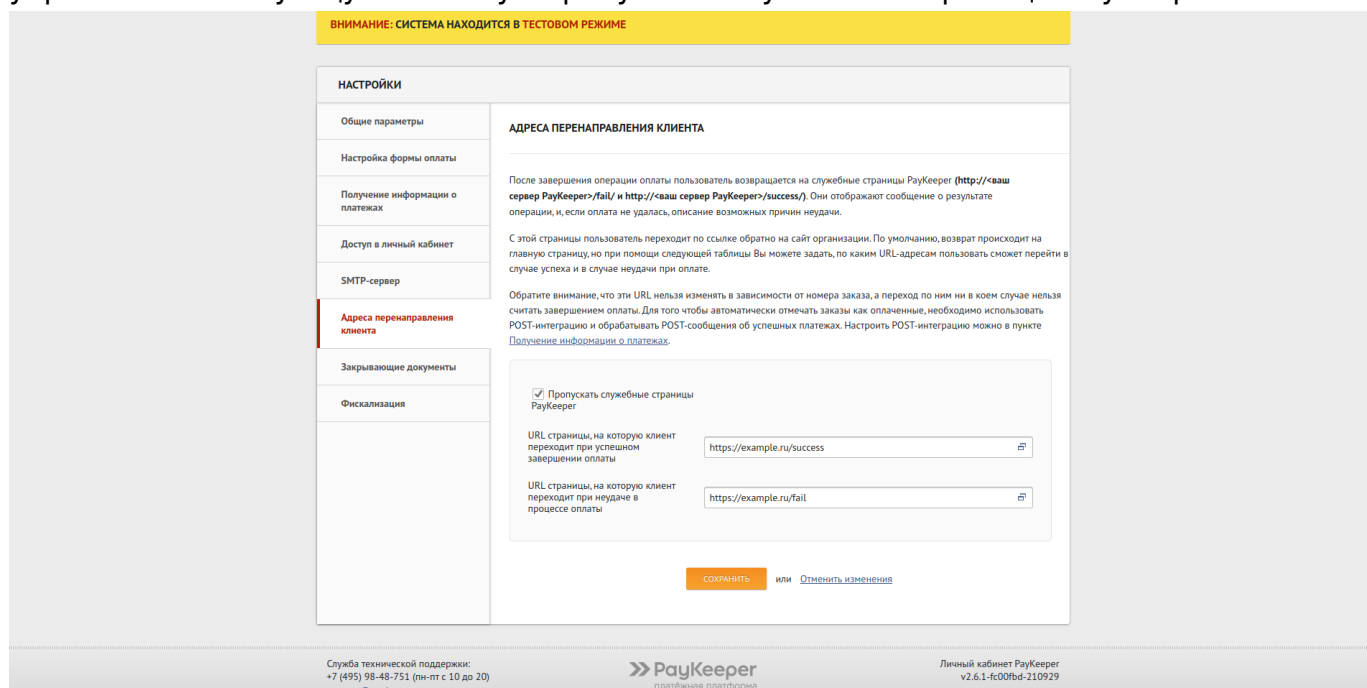 ВНИМАНИЕ: СИСТЕМА НАХОДИТСЯ В ТЕСТОВОМ РЕЖИМЕ
НАСТРОЙКИ
Общие параметры
Настройка формы оплаты
Получение информации о
платежах
Доступ в личный кабинет
SMTP-сервер
Адреса перенаправления
клиента
Закрывающие документы
Фискализация
АДРЕСА ПЕРЕНАПРАВЛЕНИЯ КЛИЕНТА
После завершения операции оплаты пользователь возвращается на служебные страницы PayKeeper (http://<ваш
сервер PayKeeper>/fail/ и http://<ваш сервер PayKeeper>/success/). Они отображают сообщение о результате
операции, и, если оплата не удалась, описание возможных причин неудачи.
С этой страницы пользователь переходит по ссылке обратно на сайт организации. По умолчанию, возврат происходит на
главную страницу, но при помощи следующей таблицы Вы можете задать, по каким URL-адресам пользовать сможет перейти в
случае успеха и в случае неудачи при оплате.
Обратите внимание, что эти URL нельзя изменять в зависимости от номера заказа, а переход по ним ни в коем случае нельзя
считать завершением оплаты. Для того чтобы автоматически отмечать заказы как оплаченные, необходимо использовать
POST-интеграцию и обрабатывать POST-сообщения об успешных платежах. Настроить POST-интеграцию можно в пункте
Получение информации о платежах.
Пропускать служебные страницы
PayKeeper
URL страницы, на которую клиент
переходит при успешном
завершении оплаты
https://example.ru/success
URL страницы, на которую клиент
переходит при неудаче в
процессе оплаты
https://example.ru/fail
СОХРАНИТЬ или Отменить изменения
Служба технической поддержки:
+7 (495) 98-48-751 (пн-пт с 10 до 20)
PayKeeper
платёжная платформа
Личный кабинет PayKeeper
v2.6.1-fc00fbd-210929